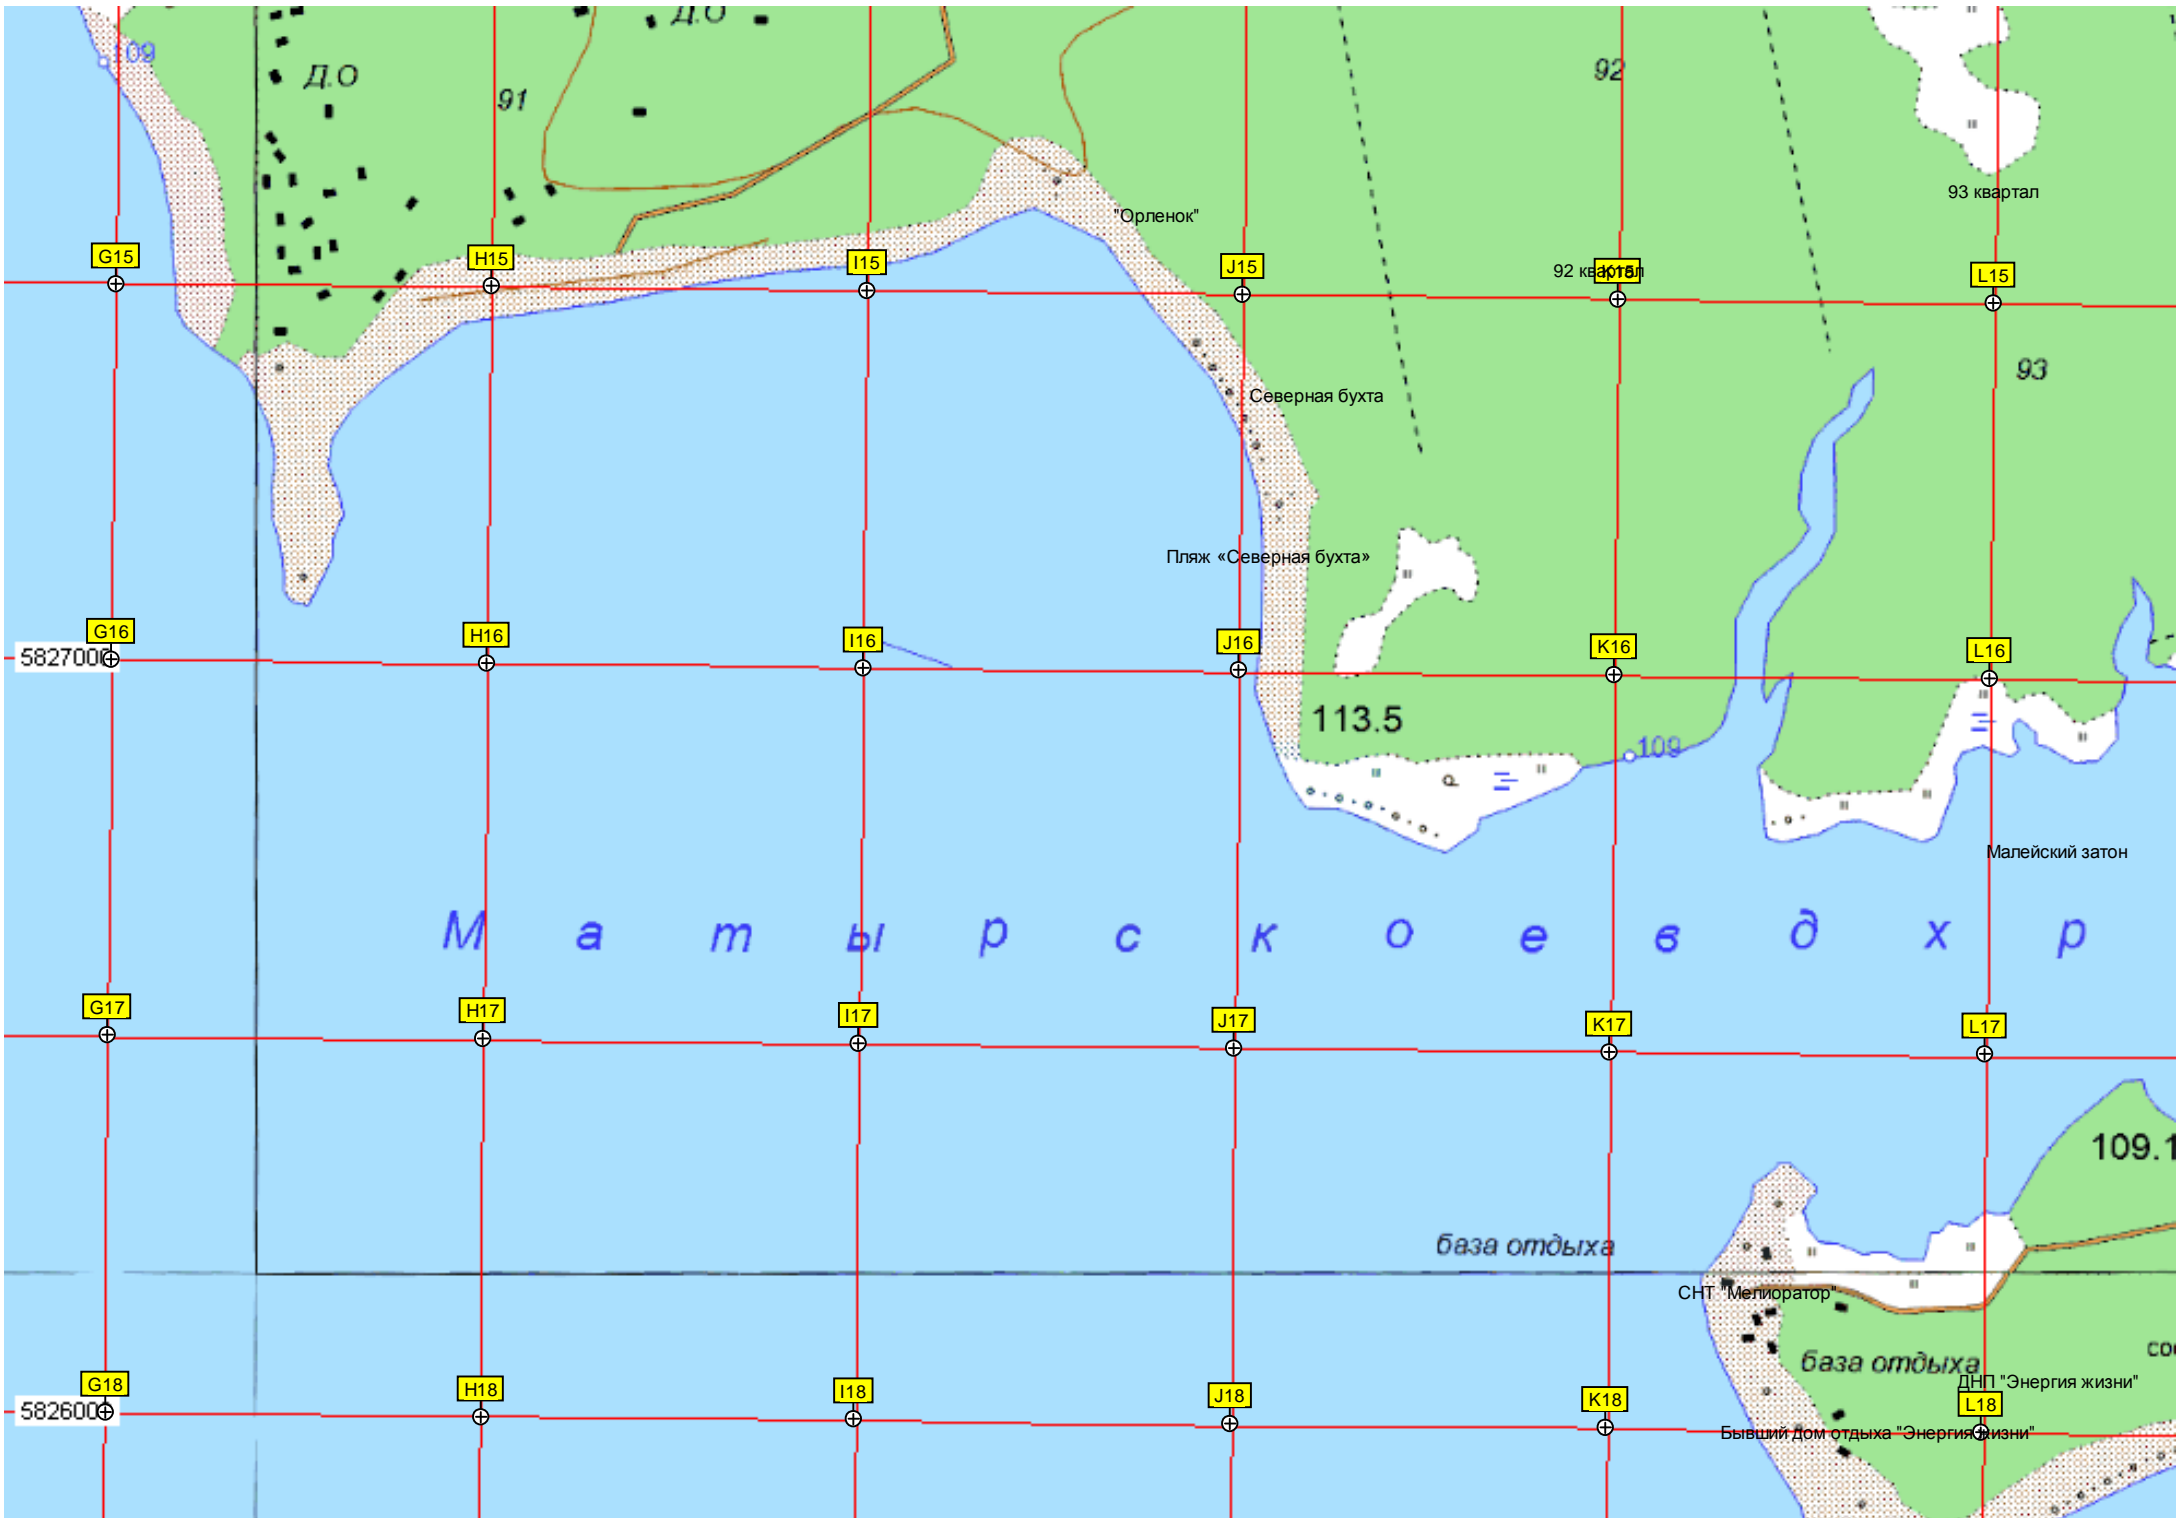 Д.О
109
Д.О
92
91
93 квартал
"Орленок"
G15
H15
I15
J15
92 квартал
K15
L15
93
Северная бухта
Пляж «Северная бухта»
G16
H16
I16
J16
K16
L16
5827000
113.5
109
Малейский затон
Матырское вдхр
G17
H17
I17
J17
K17
L17
109.1
база отдыха
СНТ "Мелиоратор"
база отдыха
сос
ДНП "Энергия жизни"
G18
H18
I18
J18
K18
L18
5826000
Бывший дом отдыха "Энергия жизни"